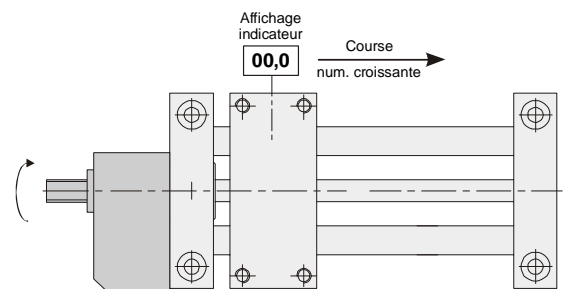 Affichage
indicateur
00,0
Course
num. croissante